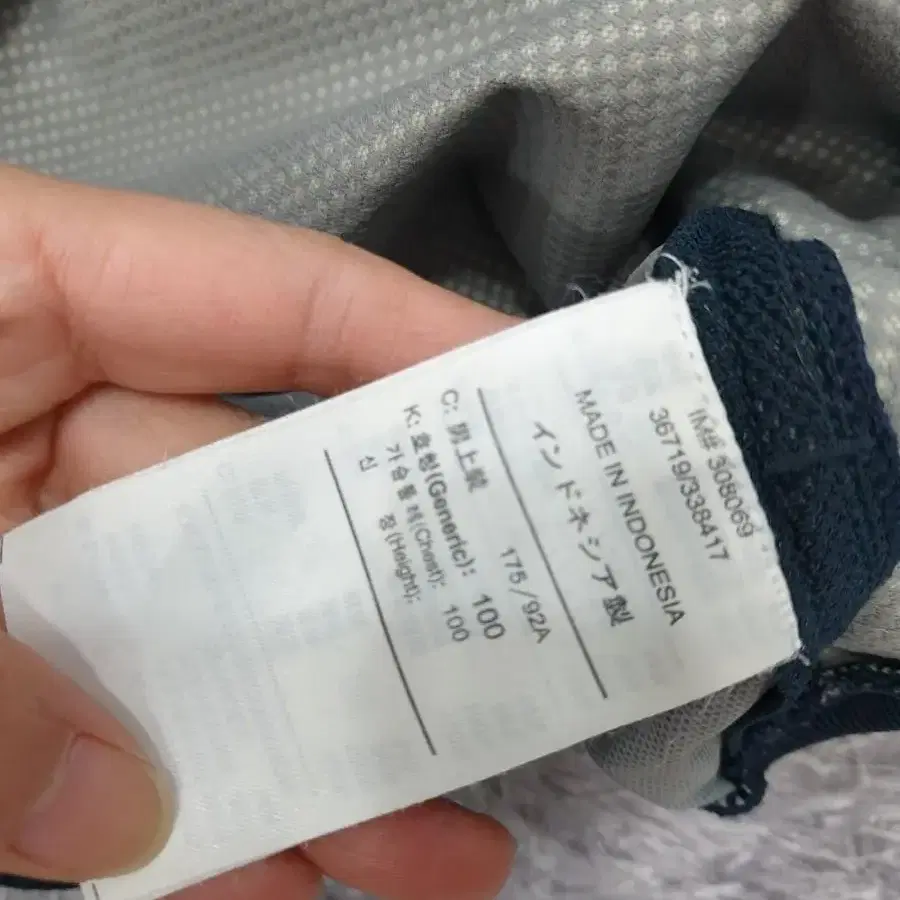 IM# 308069
36719/338417
MADE IN INDONESIA
インドネシア製
175/92A
C: 男上装
K: 호칭(Generic): 100
가슴둘레(Chest): 100
신 장(Height):